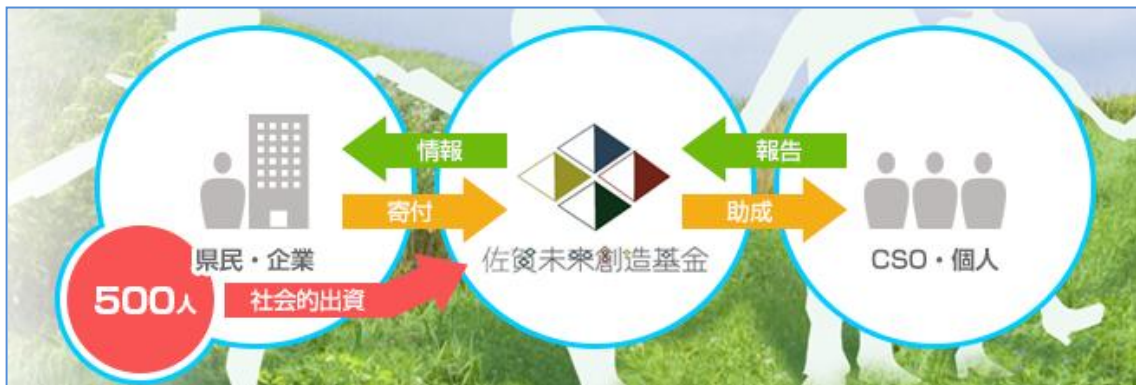 情報
報告
寄付
助成
県民・企業
佐賀未来創造基金
CSO・個人
500人
社会的出資